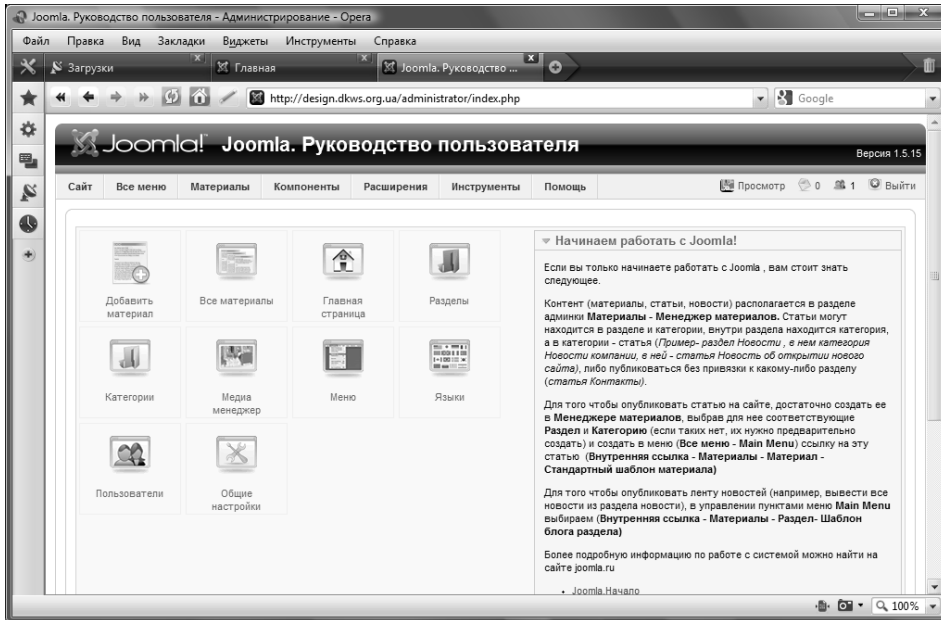 Joomla. Руководство пользователя - Администрирование - Opera
Файл Правка Вид Закладки Виджеты Инструменты Справка
Загрузки Главная Joomla. Руководство ...
http://design.dkws.org.ua/administrator/index.php Google
Joomla! Joomla. Руководство пользователя
Версия 1.5.15
Сайт Все меню Материалы Компоненты Расширения Инструменты Помощь Просмотр 0 1 Выйти
Добавить материал
Все материалы
Главная страница
Разделы
Категории
Медиа менеджер
Меню
Языки
Пользователи
Общие настройки
Начинаем работать с Joomla!
Если вы только начинаете работать с Joomla , вам стоит знать
следующее.
Контент (материалы, статьи, новости) располагается в разделе
админки Материалы - Менеджер материалов. Статьи могут
находится в разделе и категории, внутри раздела находится категория,
а в категории - статья (Пример- раздел Новости , в нем категория
Новости компании, в ней - статья Новость об открытии нового
сайта), либо публиковаться без привязки к какому-либо разделу
(статья Контакты).
Для того чтобы опубликовать статью на сайте, достаточно создать ее
в Менеджере материалов, выбрав для нее соответствующие
Раздел и Категорию (если таких нет, их нужно предварительно
создать) и создать в меню (Все меню - Main Menu) ссылку на эту
статью (Внутренняя ссылка - Материалы - Материал -
Стандартный шаблон материала)
Для того чтобы опубликовать ленту новостей (например, вывести все
новости из раздела новости), в управлении пунктами меню Main Menu
выбираем (Внутренняя ссылка - Материалы - Раздел- Шаблон
блога раздела)
Более подробную информацию по работе с системой можно найти на
сайте joomla.ru
• Joomla.Начало
100%